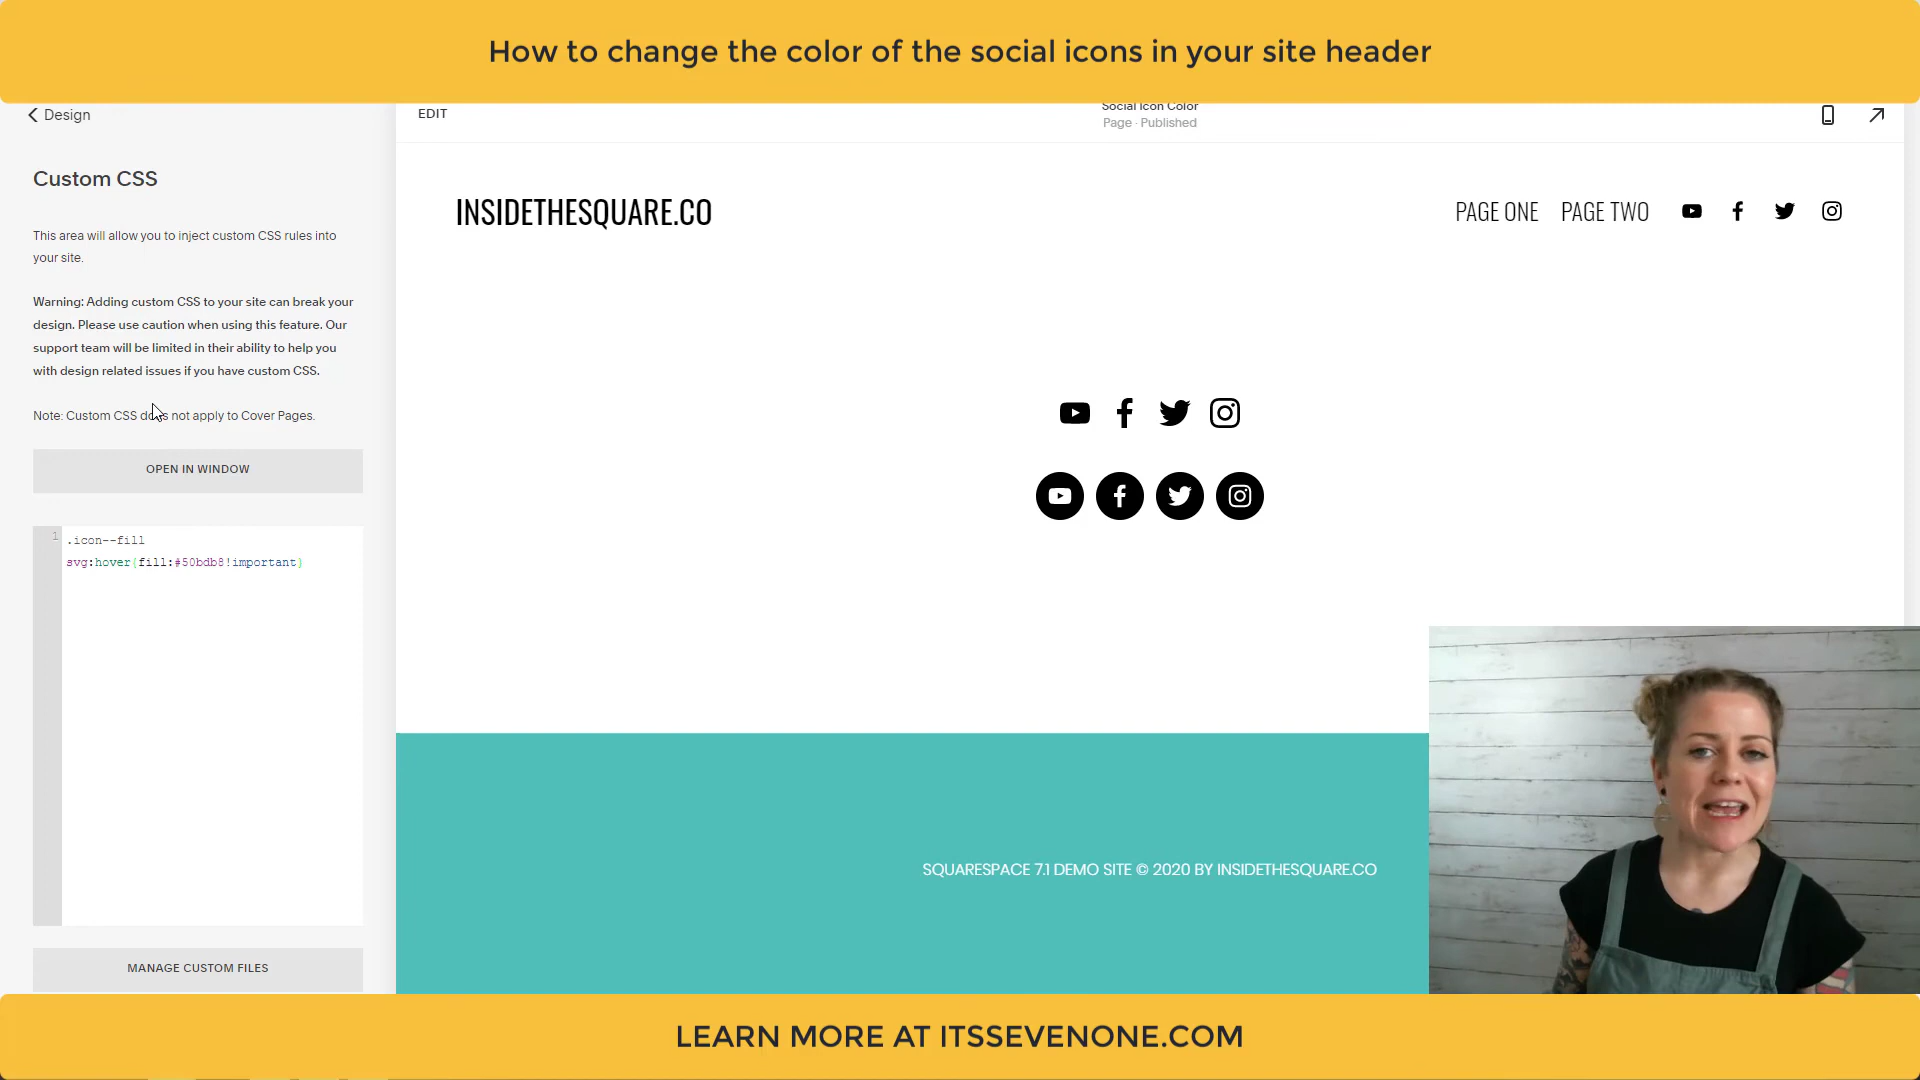 How to change the color of the social icons in your site header
Design
EDIT
Social Icon Color
Page · Published
Custom CSS
This area will allow you to inject custom CSS rules into
your site.
Warning: Adding custom CSS to your site can break your
design. Please use caution when using this feature. Our
support team will be limited in their ability to help you
with design related issues if you have custom CSS.
Note: Custom CSS does not apply to Cover Pages.
OPEN IN WINDOW
1
.icon--fill
svg:hover{fill:#50bdb8!important}
MANAGE CUSTOM FILES
INSIDETHESQUARE.CO
PAGE ONE PAGE TWO
SQUARESPACE 7.1 DEMO SITE © 2020 BY INSIDETHESQUARE.CO
LEARN MORE AT ITSSEVENONE.COM